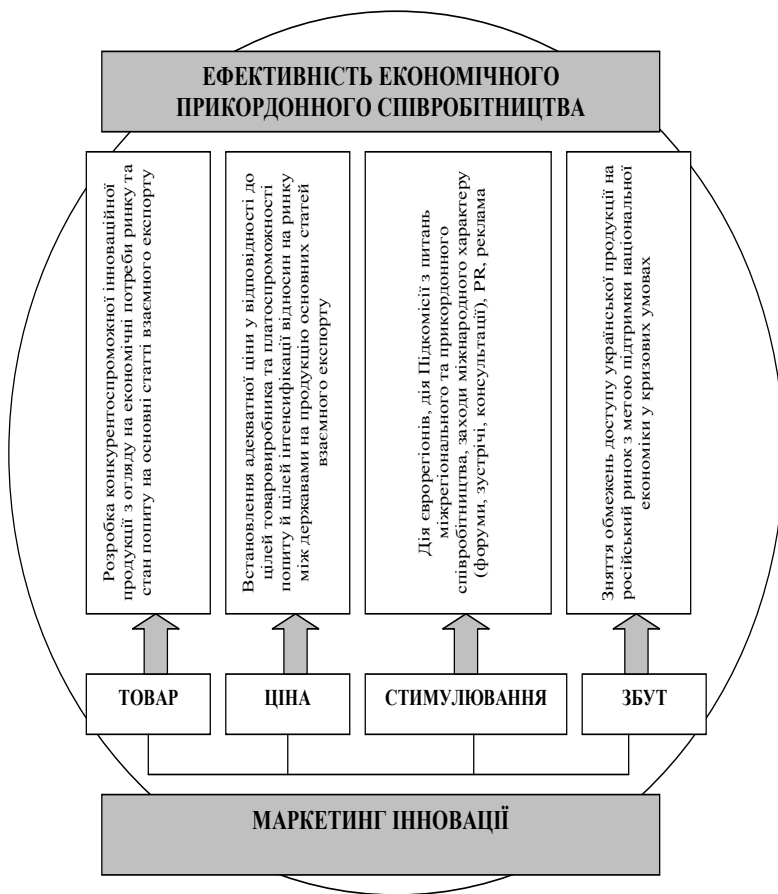 ЕФЕКТИВНІСТЬ ЕКОНОМІЧНОГО
ПРИКОРДОННОГО СПІВРОБІТНИЦТВА
Розробка конкурентоспроможної інноваційної
продукції з огляду на економічні потреби ринку та
стан попиту на основні статті взаємного експорту
Встановлення адекватної ціни у відповідності до
цілей товаровиробника та платоспроможності
попиту й цілей інтенсифікації відносин на ринку
між державами на продукцію основних статей
взаємного експорту
Дія єврорегіонів, дія Підкомісії з питань
міжрегіонального та прикордонного
співробітництва, заходи міжнародного характеру
(форуми, зустрічі, консультації), PR, реклама
Зняття обмежень доступу української продукції на
російський ринок з метою підтримки національної
економіки у кризових умовах
ТОВАР
ЦІНА
СТИМУЛЮВАННЯ
ЗБУТ
МАРКЕТИНГ ІННОВАЦІЇ